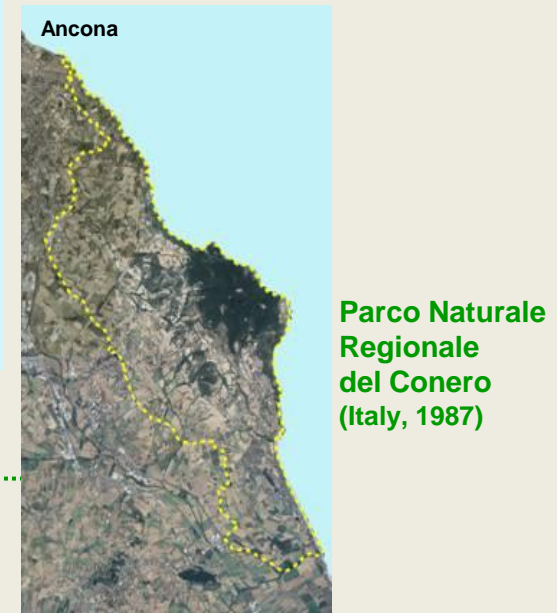 Ancona
Parco Naturale
Regionale
del Conero
(Italy, 1987)